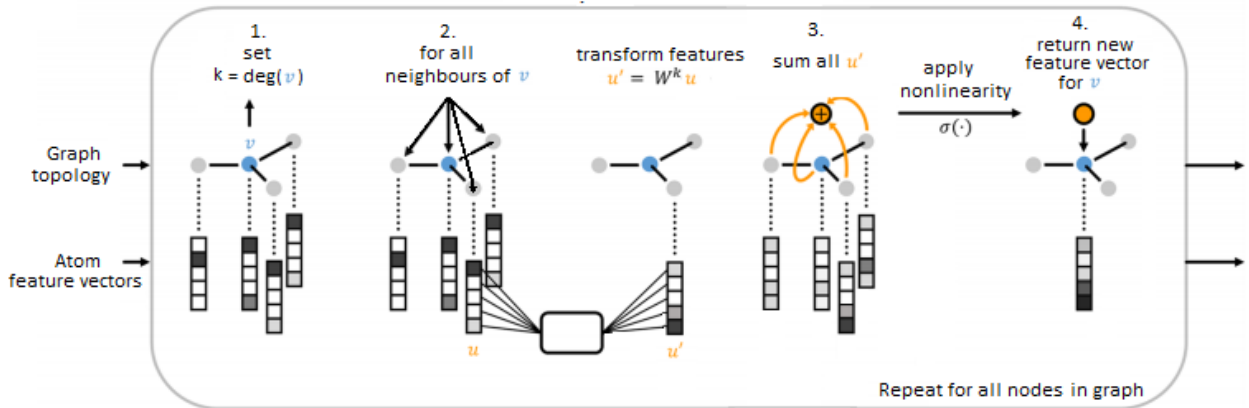 1.
set
k = deg(v)
2.
for all
neighbours of v
transform features
u' = W^k u
3.
sum all u'
apply
nonlinearity
σ(·)
4.
return new
feature vector
for v
v
+
Graph
topology
Atom
feature vectors
u
u'
Repeat for all nodes in graph